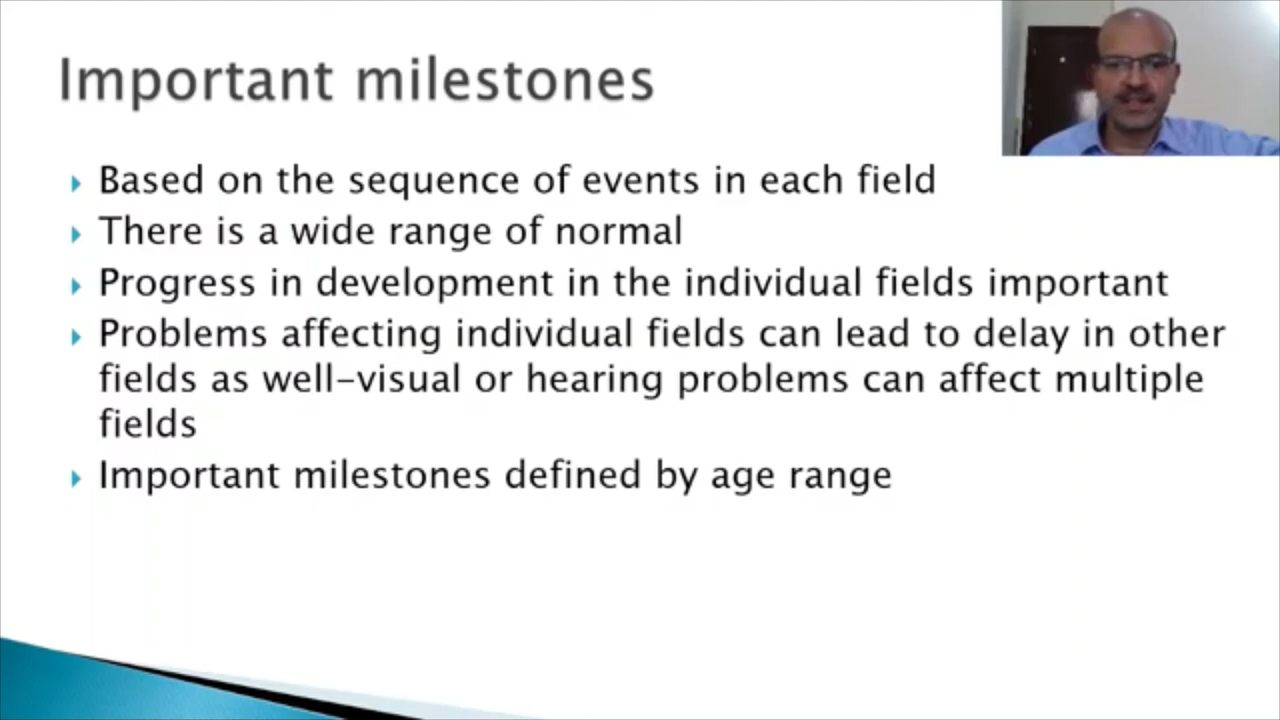 Important milestones
Based on the sequence of events in each field
There is a wide range of normal
Progress in development in the individual fields important
Problems affecting individual fields can lead to delay in other
fields as well-visual or hearing problems can affect multiple
fields
Important milestones defined by age range